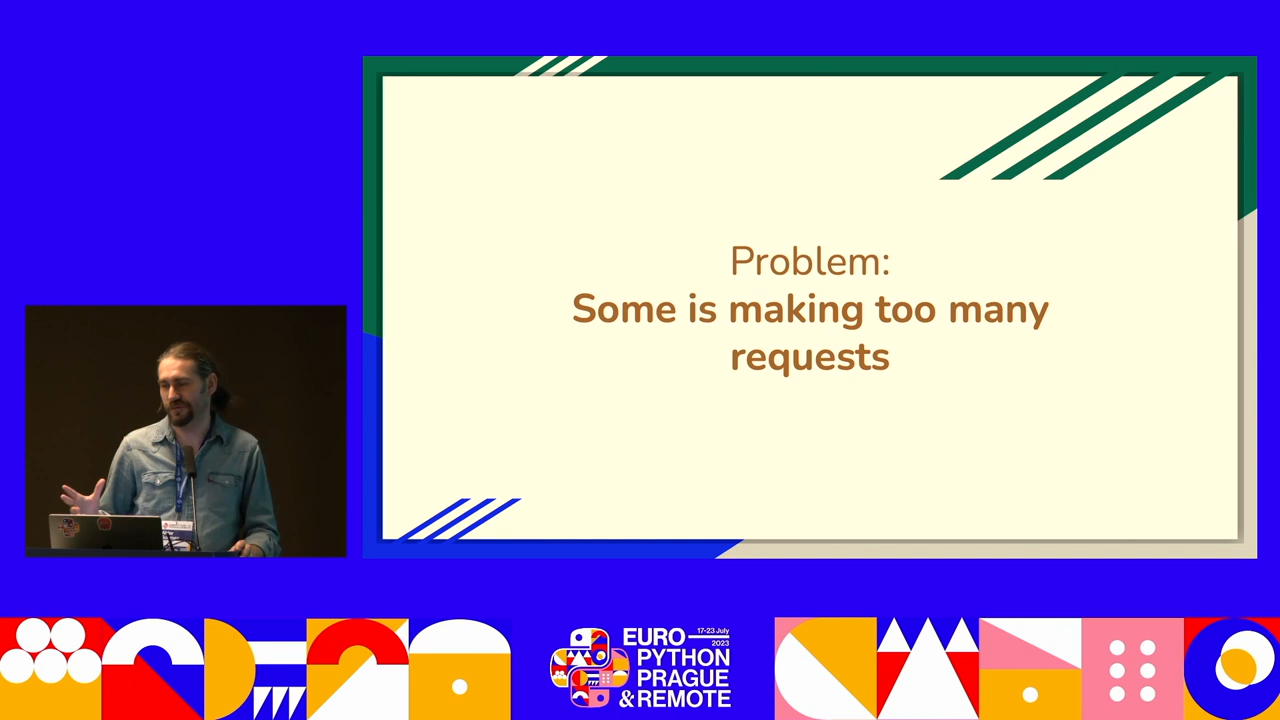 Problem:
Some is making too many
requests
EURO
17-23 July
2023
PYTHON
PRAGUE
&REMOTE